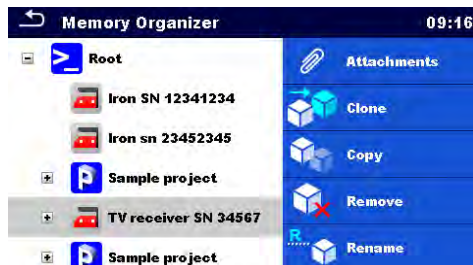 Memory Organizer 09:16
Root
Attachments
Iron SN 12341234
Clone
Iron sn 23452345
Copy
Sample project
Remove
TV receiver SN 34567
R...
Rename
Sample project